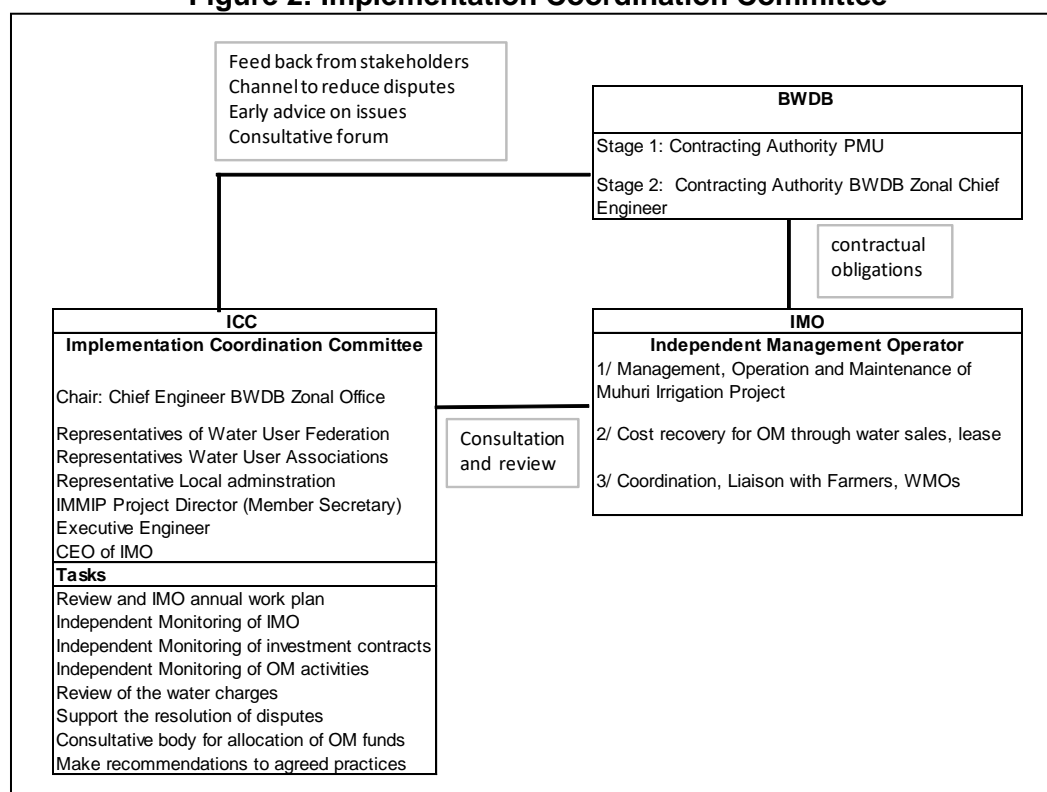 Figure 2: Implementation Coordination Committee
Feed back from stakeholders
Channel to reduce disputes
Early advice on issues
Consultative forum
BWDB
Stage 1: Contracting Authority PMU
Stage 2: Contracting Authority BWDB Zonal Chief
Engineer
contractual
obligations
ICC
Implementation Coordination Committee
Chair: Chief Engineer BWDB Zonal Office
Representatives of Water User Federation
Representatives Water User Associations
Representative Local adminstration
IMMIP Project Director (Member Secretary)
Executive Engineer
CEO of IMO
Tasks
Review and IMO annual work plan
Independent Monitoring of IMO
Independent Monitoring of investment contracts
Independent Monitoring of OM activities
Review of the water charges
Support the resolution of disputes
Consultative body for allocation of OM funds
Make recommendations to agreed practices
Consultation
and review
IMO
Independent Management Operator
1/ Management, Operation and Maintenance of
Muhuri Irrigation Project
2/ Cost recovery for OM through water sales, lease
3/ Coordination, Liaison with Farmers, WMOs